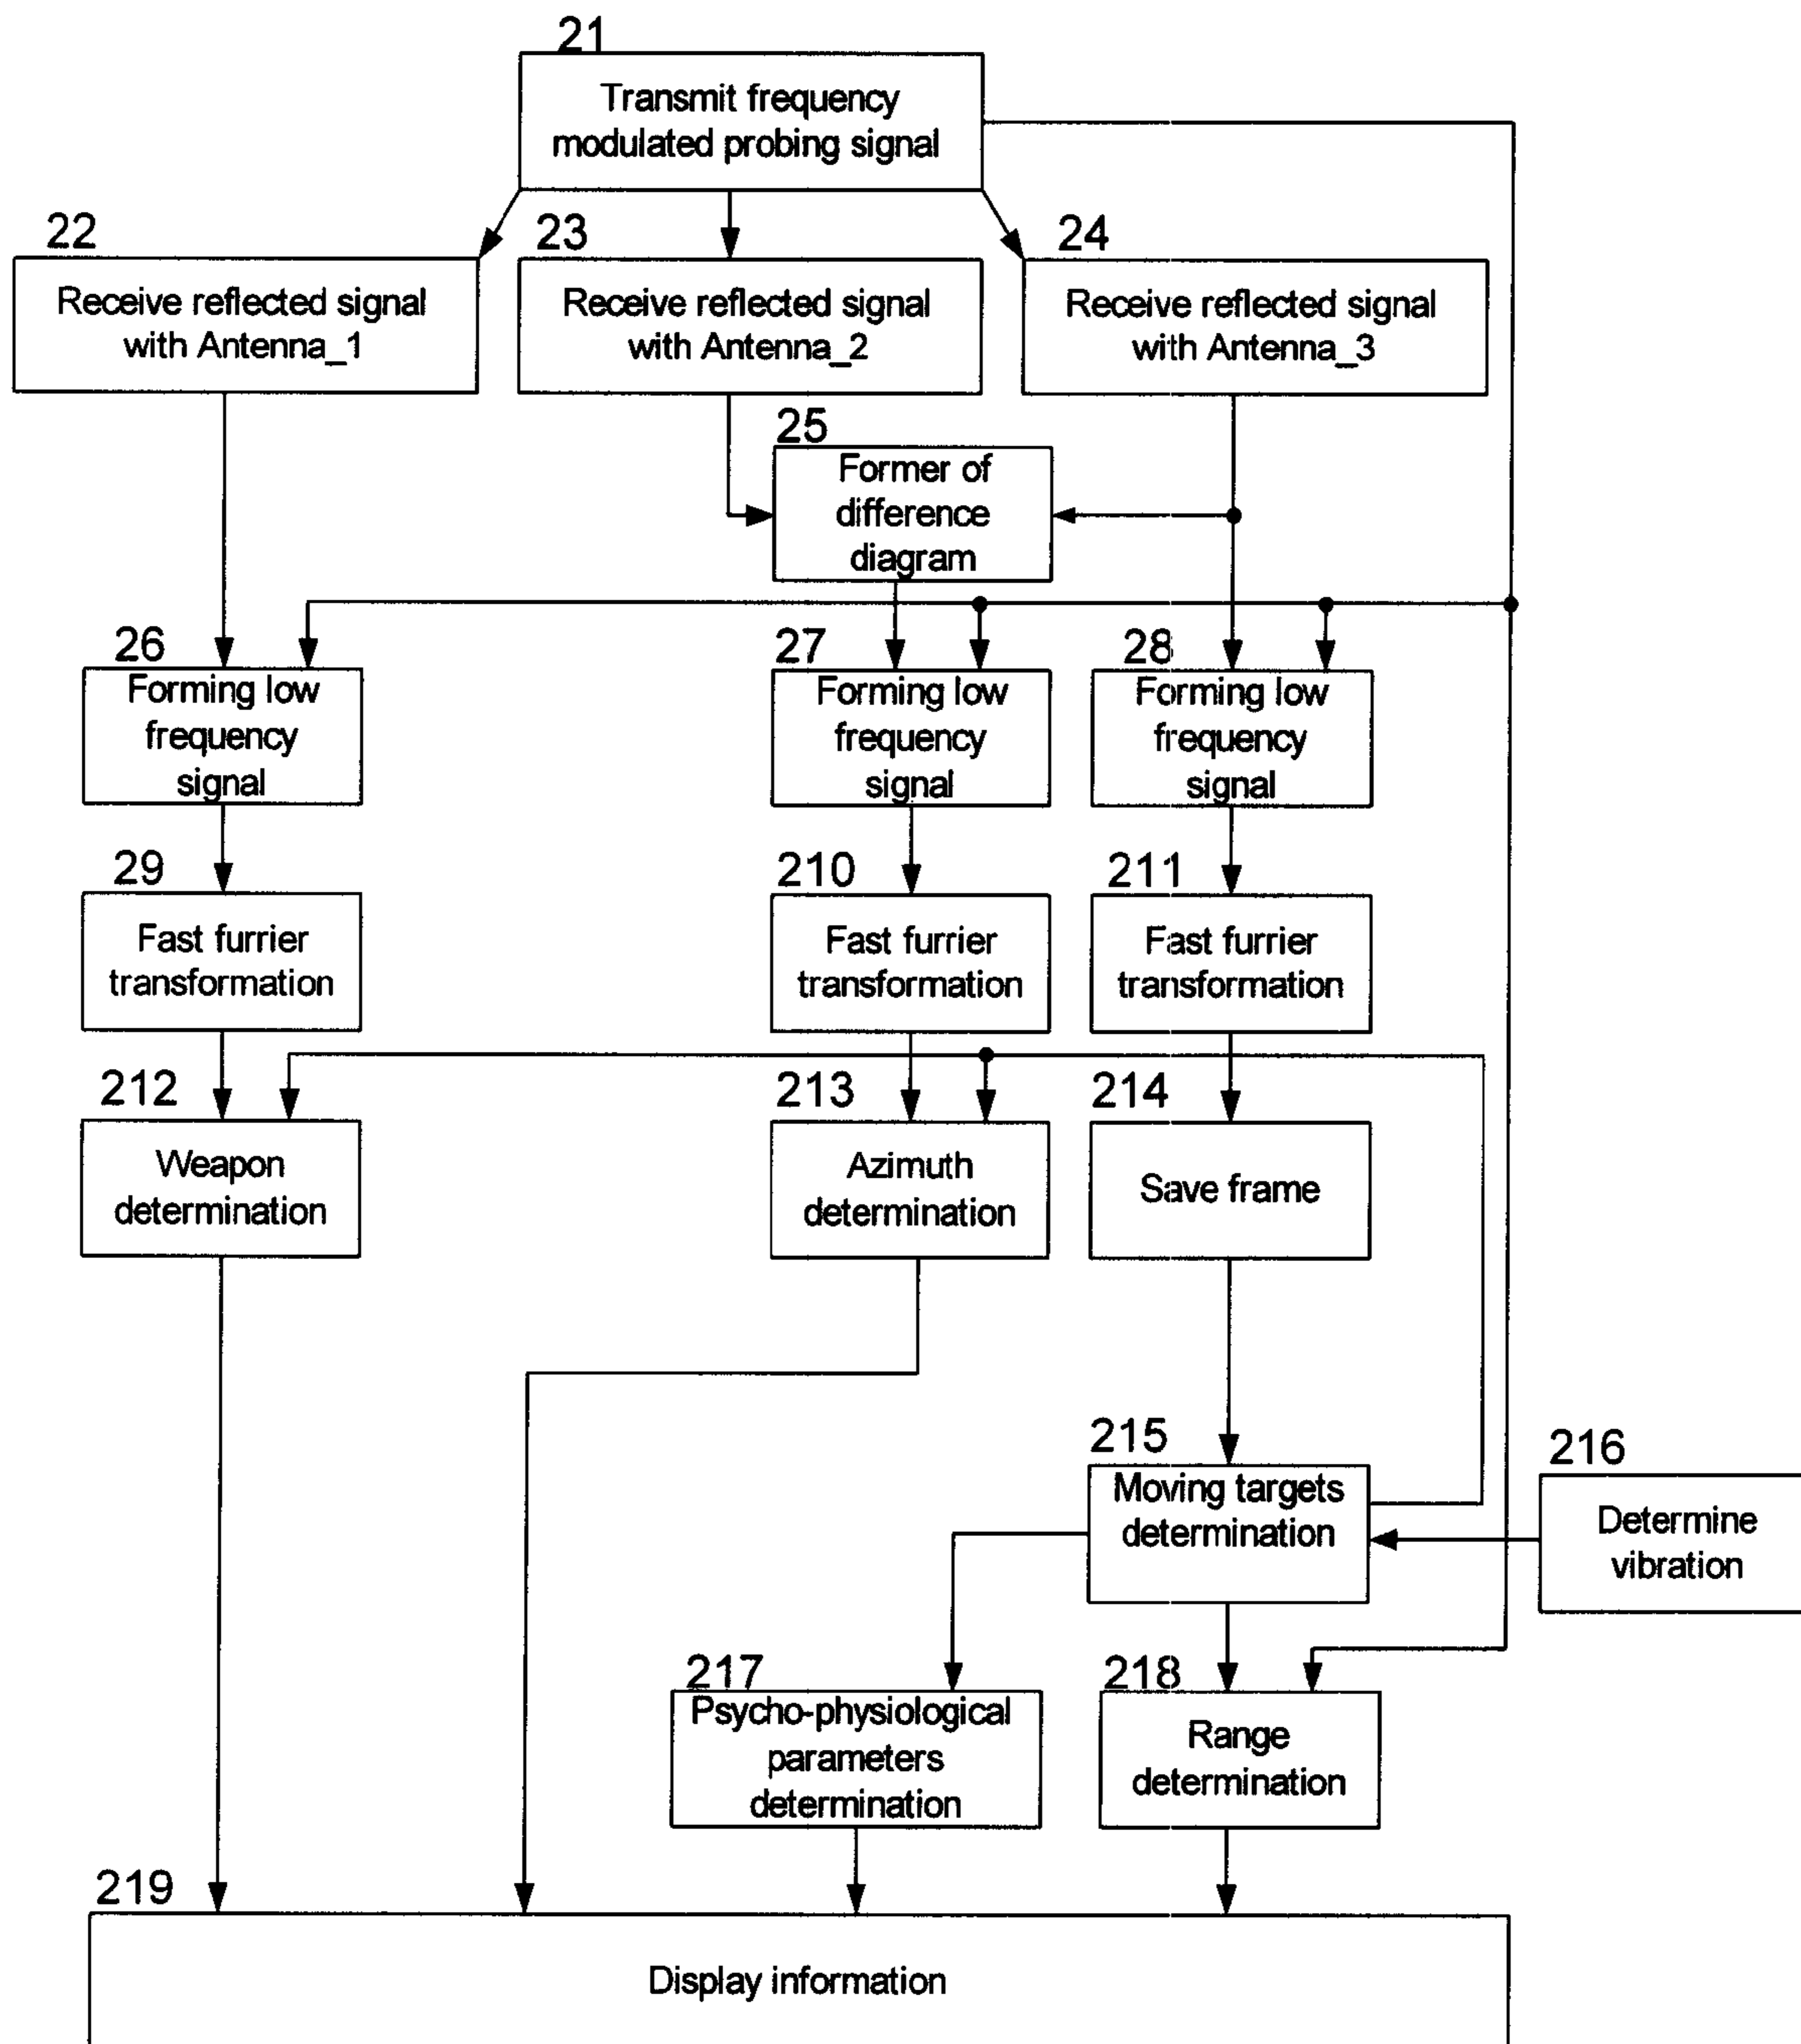 21
Transmit frequency
modulated probing signal
22
Receive reflected signal
with Antenna_1
23
Receive reflected signal
with Antenna_2
24
Receive reflected signal
with Antenna_3
25
Former of
difference
diagram
26
Forming low
frequency
signal
27
Forming low
frequency
signal
28
Forming low
frequency
signal
29
Fast furrier
transformation
210
Fast furrier
transformation
211
Fast furrier
transformation
212
Weapon
determination
213
Azimuth
determination
214
Save frame
215
Moving targets
determination
216
Determine
vibration
217
Psycho-physiological
parameters
determination
218
Range
determination
219
Display information